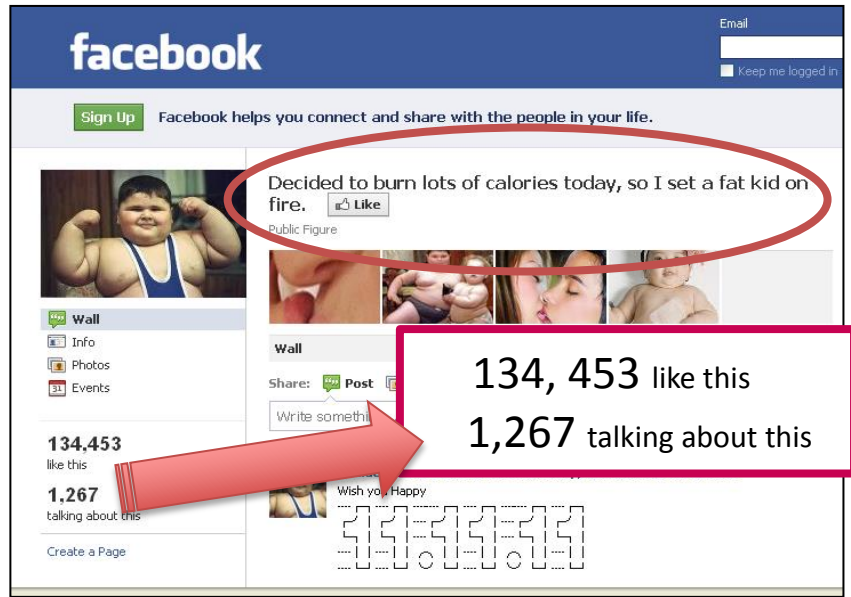 facebook
Email
Keep me logged in
Sign Up Facebook helps you connect and share with the people in your life.
Decided to burn lots of calories today, so I set a fat kid on
fire. Like
Public Figure
Wall
Info
Photos
31 Events
134,453
like this
1,267
talking about this
Create a Page
Wall
Share: Post
Write somethi
134, 453 like this
1,267 talking about this
Wish you Happy